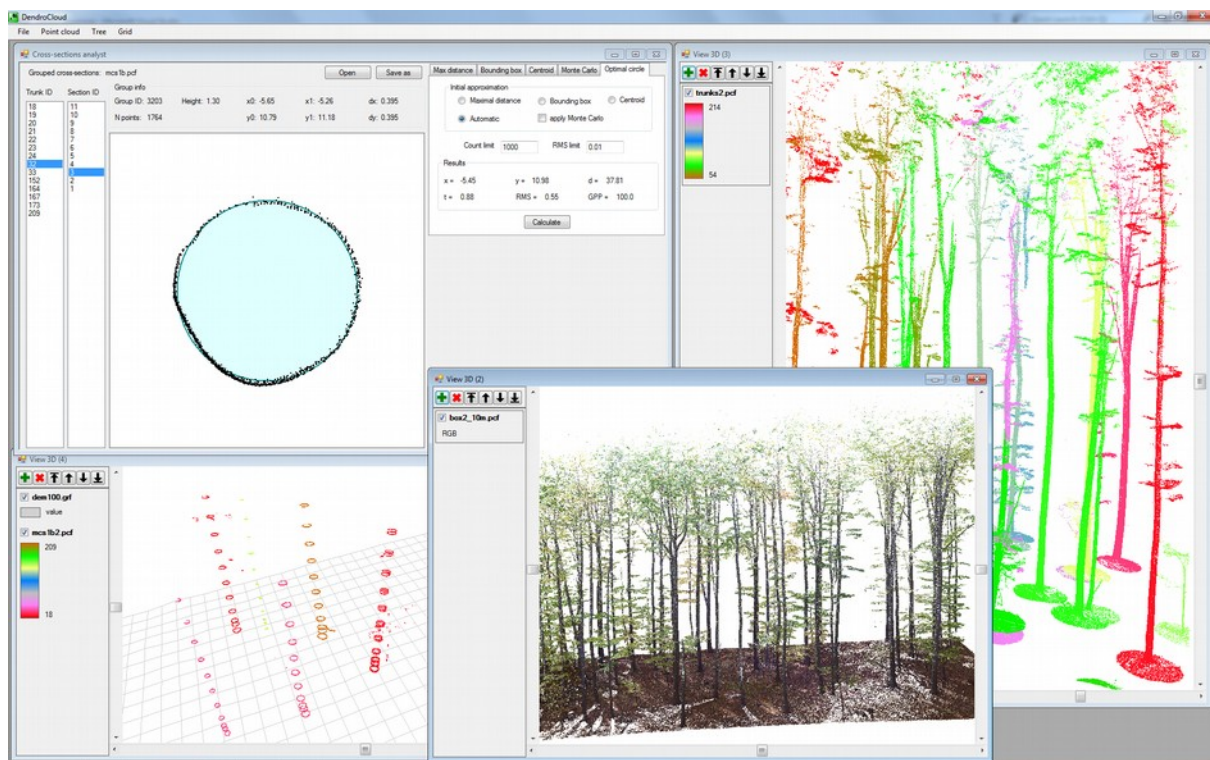 DendroCloud
File Point cloud Tree Grid
Cross-sections analyst
Grouped cross-sections: mcs1b.pcf Open Save as
Trunk ID Section ID
18
19
20
21
22
23
24
32
33
152
164
167
173
209
11
10
9
8
7
6
5
4
3
2
1
Group info
Group ID: 3203 Height: 1.30 x0: -5.65 x1: -5.26 dx: 0.395
N points: 1764 y0: 10.79 y1: 11.18 dy: 0.395
Max distance Bounding box Centroid Monte Carlo Optimal circle
Initial approximation
Maximal distance Bounding box Centroid
Automatic apply Monte Carlo
Count limit 1000 RMS limit 0.01
Results
x = -5.45 y = 10.98 d = 37.81
t = 0.88 RMS = 0.55 GPP = 100.0
Calculate
View 3D (3)
trunks2.pcf
214
54
View 3D (4)
dem100.grf
value
mcs1b2.pcf
209
18
View 3D (2)
box2_10m.pcf
RGB